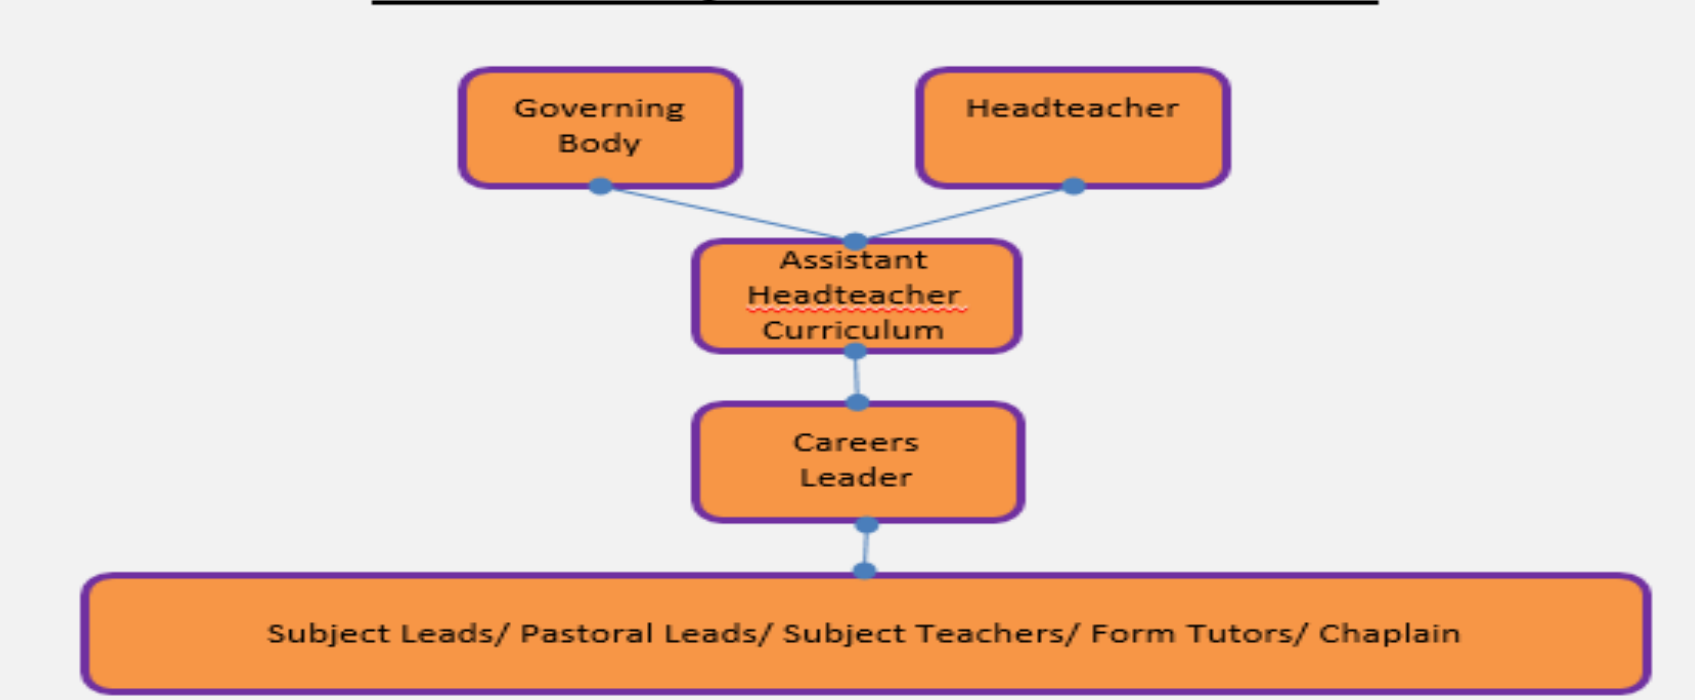 Governing
Body
Headteacher
Assistant
Headteacher
Curriculum
Careers
Leader
Subject Leads/ Pastoral Leads/ Subject Teachers/ Form Tutors/ Chaplain